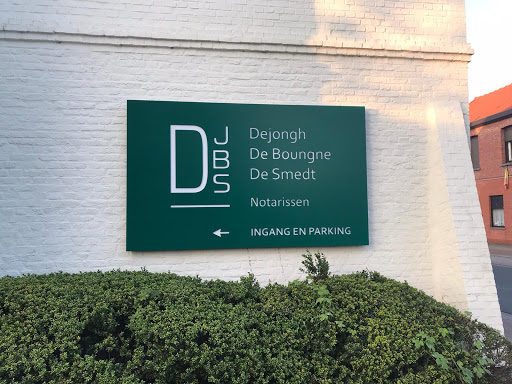 D
J
B
S
Dejongh
De Boungne
De Smedt
Notarissen
← INGANG EN PARKING